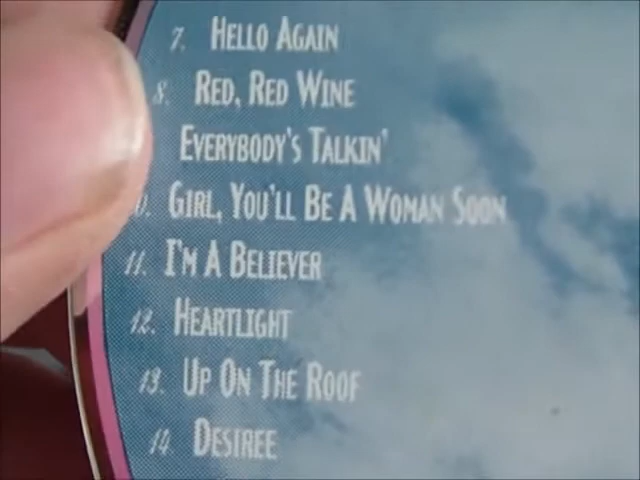 7. HELLO AGAIN
8. RED, RED WINE
EVERYBODY'S TALKIN'
0. GIRL, YOU'LL BE A WOMAN SOON
11. I'M A BELIEVER
12. HEARTLIGHT
13. UP ON THE ROOF
14. DESIREE